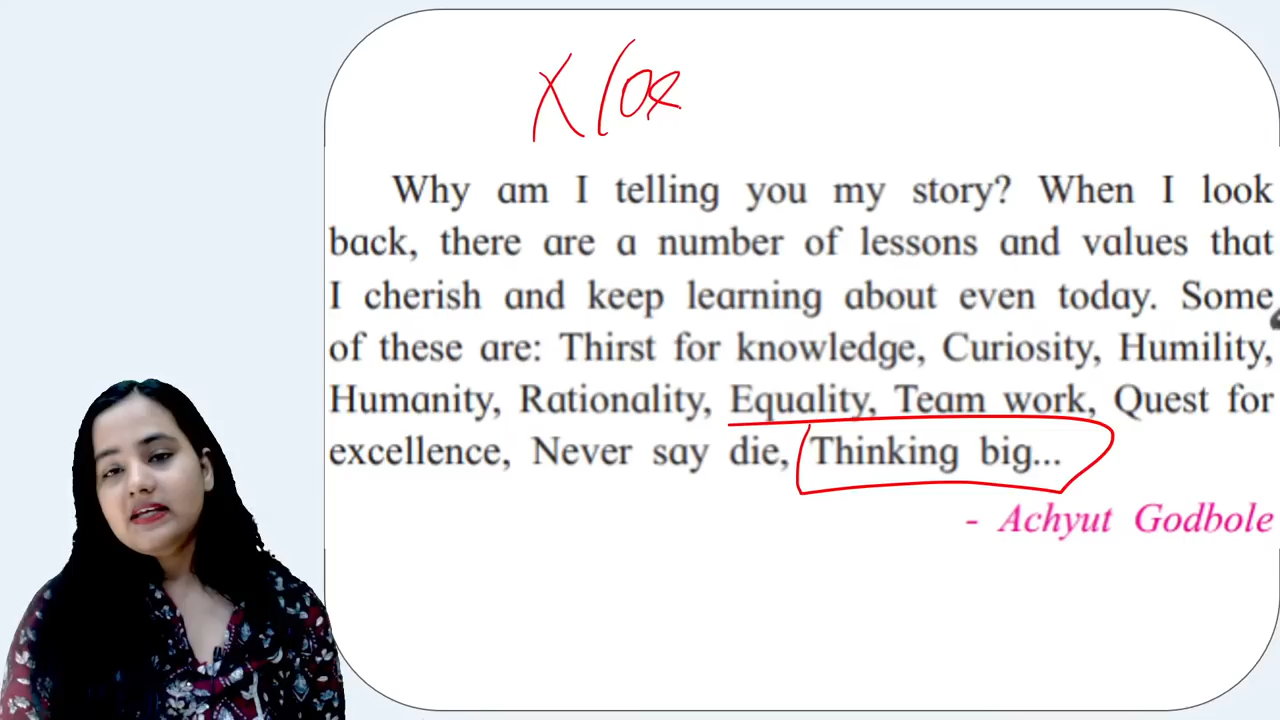 Why am I telling you my story? When I look
back, there are a number of lessons and values that
I cherish and keep learning about even today. Some
of these are: Thirst for knowledge, Curiosity, Humility,
Humanity, Rationality, Equality, Team work, Quest for
excellence, Never say die, Thinking big...
- Achyut Godbole